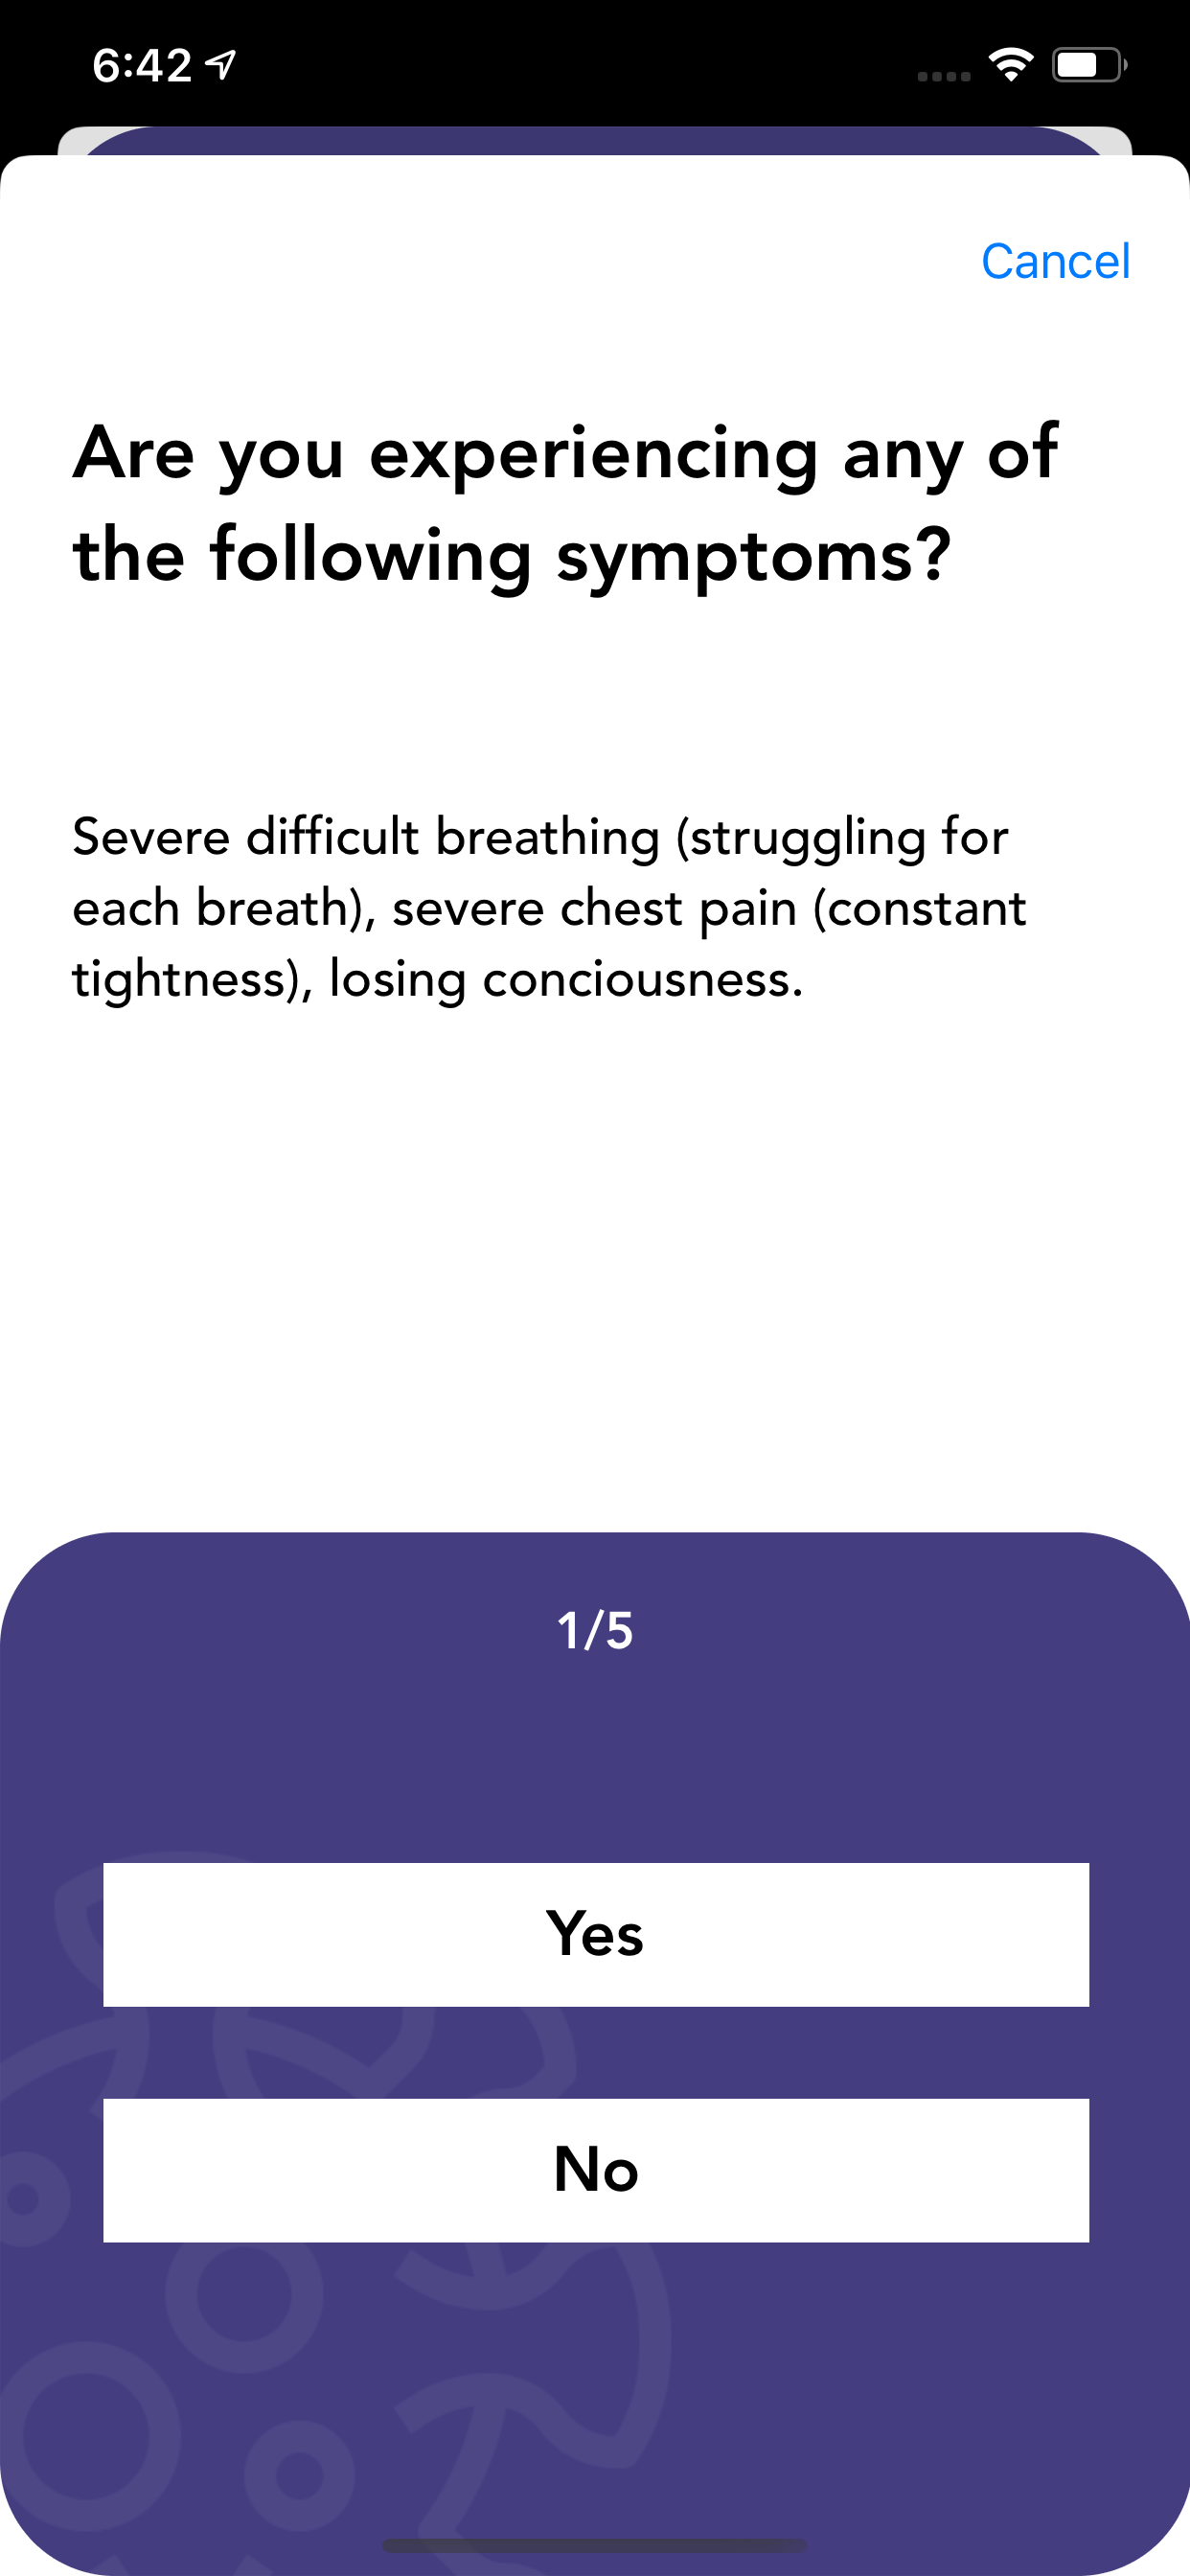 6:42
Cancel
Are you experiencing any of
the following symptoms?
Severe difficult breathing (struggling for
each breath), severe chest pain (constant
tightness), losing conciousness.
1/5
Yes
No